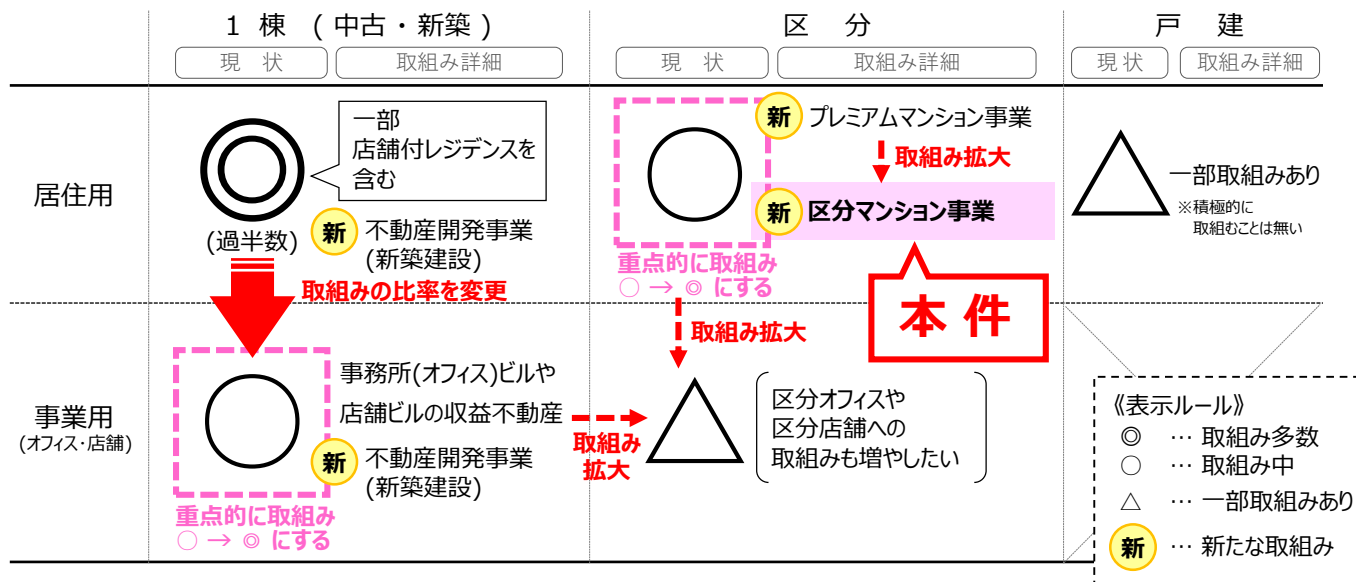 1 棟 (中古・新築)
現 状
取組み詳細
区 分
現 状
取組み詳細
戸 建
現 状
取組み詳細
居住用
(過半数)
一部
店舗付レジデンスを
含む
新 不動産開発事業
(新築建設)
取組みの比率を変更
新 プレミアムマンション事業
取組み拡大
新 区分マンション事業
重点的に取組み
○ → ◎ にする
本 件
取組み拡大
一部取組みあり
※積極的に
取組むことは無い
事業用
(オフィス・店舗)
事務所(オフィス)ビルや
店舗ビルの収益不動産
新 不動産開発事業
(新築建設)
重点的に取組み
○ → ◎ にする
取組み
拡大
区分オフィスや
区分店舗への
取組みも増やしたい
《表示ルール》
◎ … 取組み多数
○ … 取組み中
△ … 一部取組みあり
新 … 新たな取組み